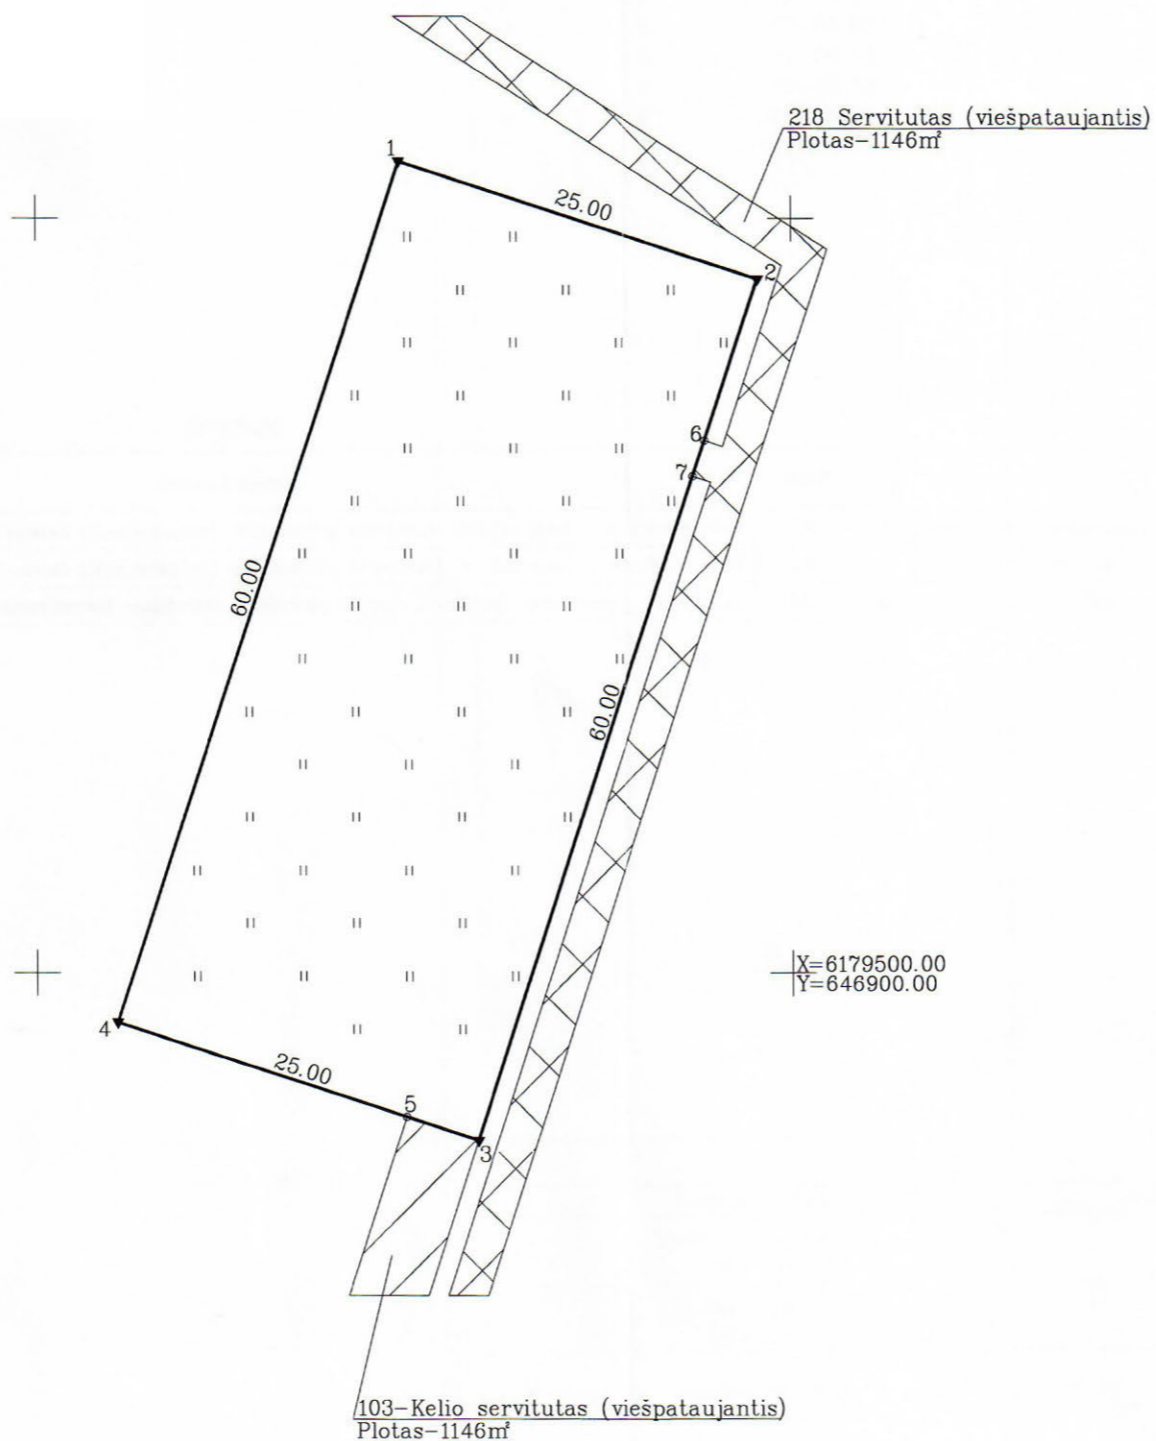 218 Servitutas (viešpataujantis)
Plotas-1146m²
1
25.00
2
6
7
60.00
60.00
X=6179500.00
Y=646900.00
4
25.00
5
3
103-Kelio servitutas (viešpataujantis)
Plotas-1146m²